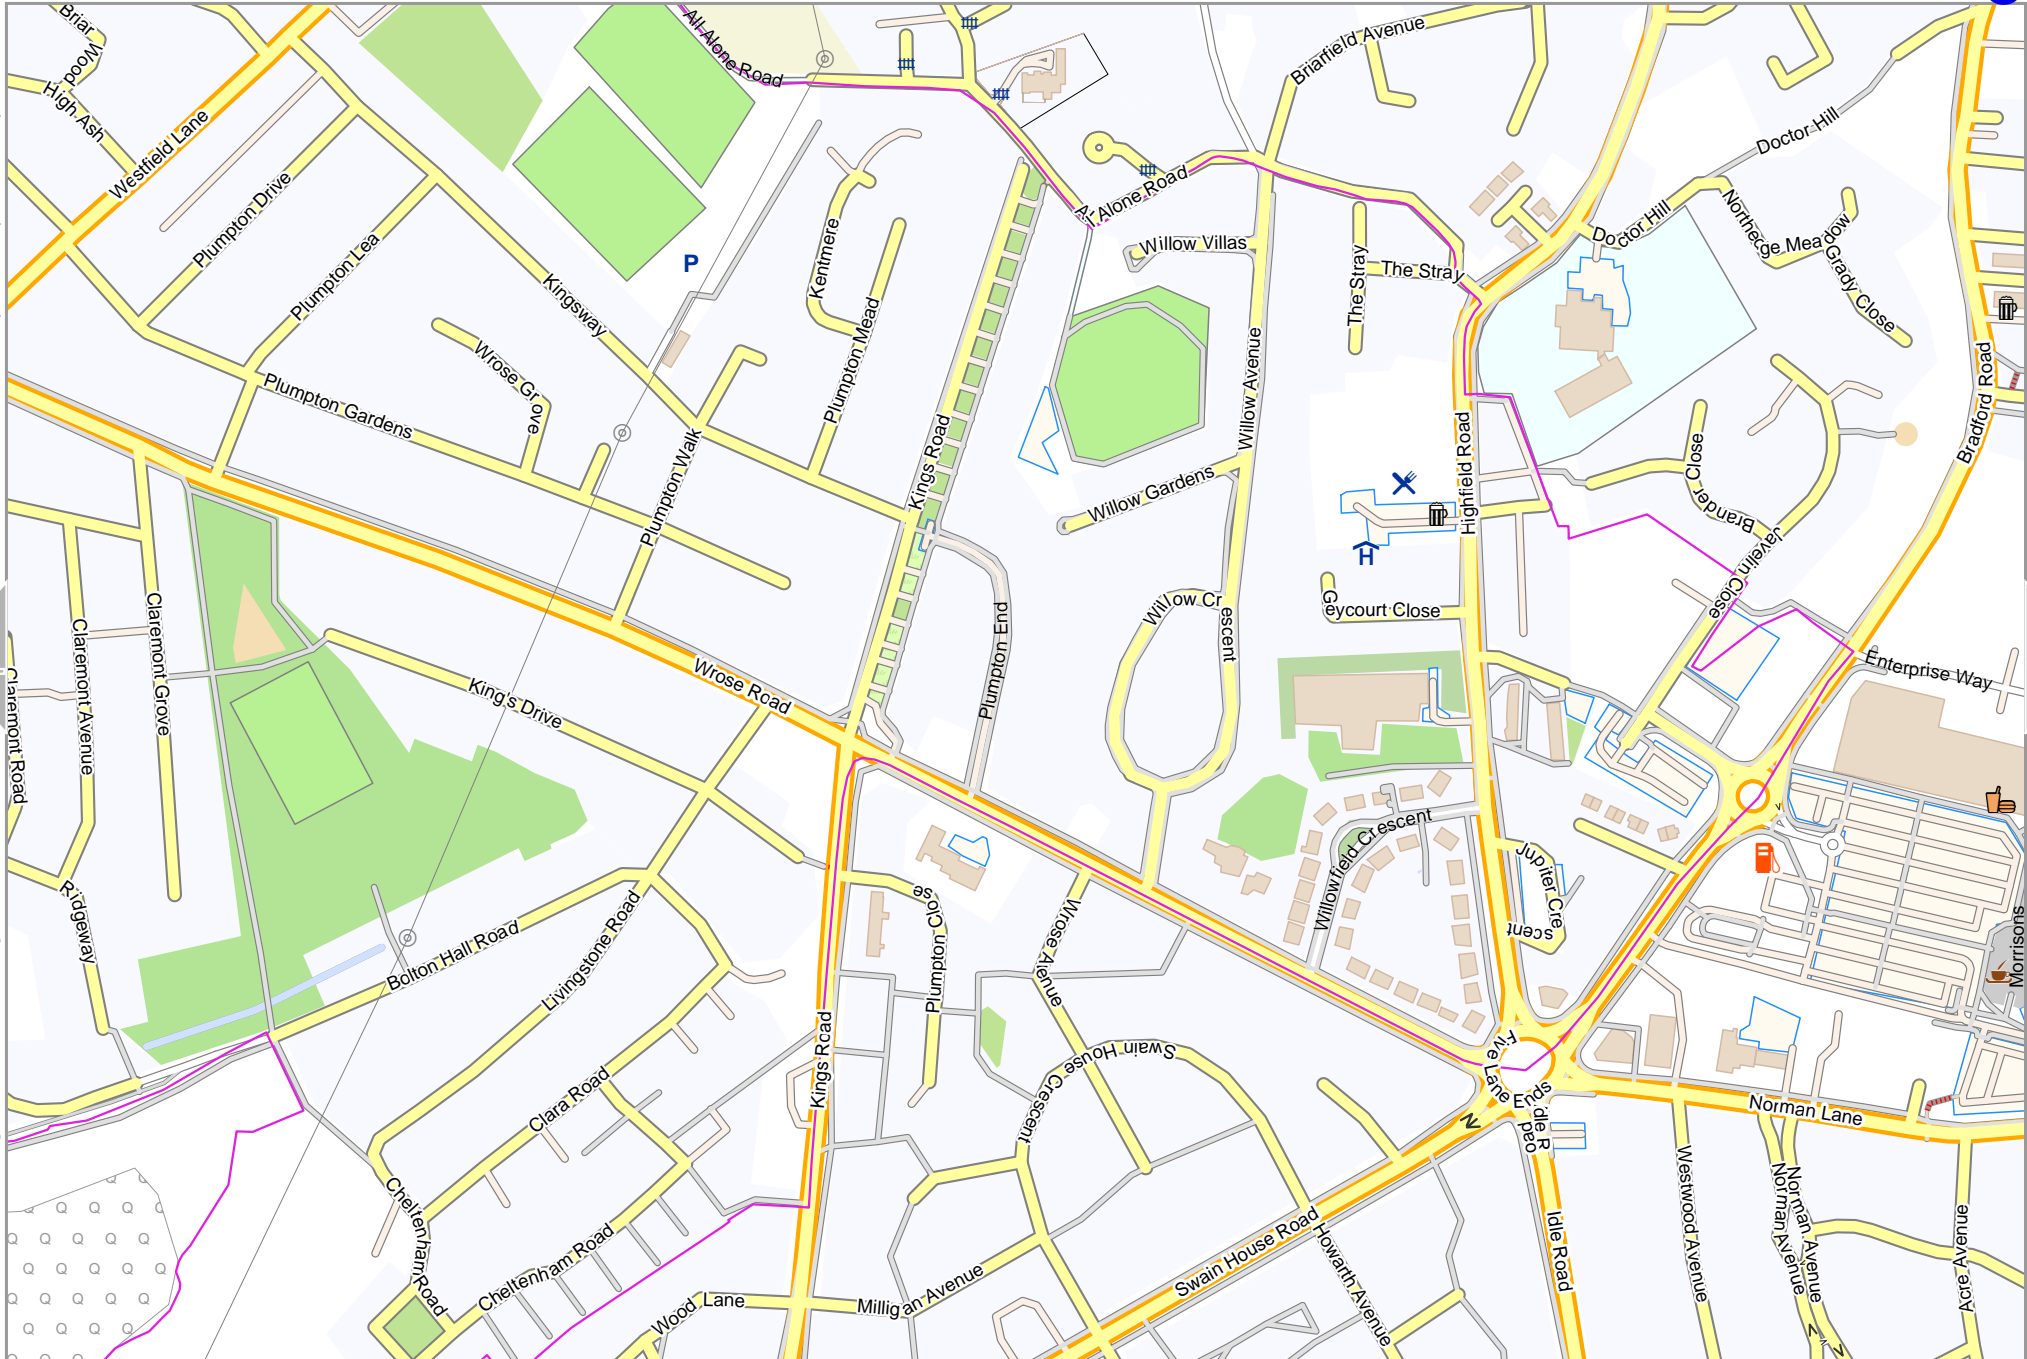 Briar
Wood
High Ash
Westfield Lane
All Alone Road
Briarfield Avenue
Doctor Hill
Plumpton Drive
Plumpton Lea
Kingsway
Kentmere
Plumpton Mead
P
Alone Road
Willow Villas
The Stray
The Stray
Doctor Hill
Northedge Meadow
Grady Close
Bradford Road
Wrose Grove
Plumpton Gardens
Plumpton Walk
Kings Road
Willow Avenue
Willow Gardens
Highfield Road
Brander Close
Javelin Close
H
Geycourt Close
Willow Crescent
Plumpton End
Claremont Grove
Claremont Avenue
Claremont Road
King's Drive
Wrose Road
Enterprise Way
Ridgeway
Bolton Hall Road
Livingstone Road
Plumpton Close
Wrose Avenue
Willowfield Crescent
Jupiter Crescent
Morrisons
Kings Road
Clara Road
Swain House Crescent
Five Lane Ends
Idle Road
Norman Lane
Cheltenham Road
Cheltenham Road
Wood Lane
Milligan Avenue
Swain House Road
Howarth Avenue
Idle Road
Westwood Avenue
Norman Avenue
Norman Avenue
Acre Avenue